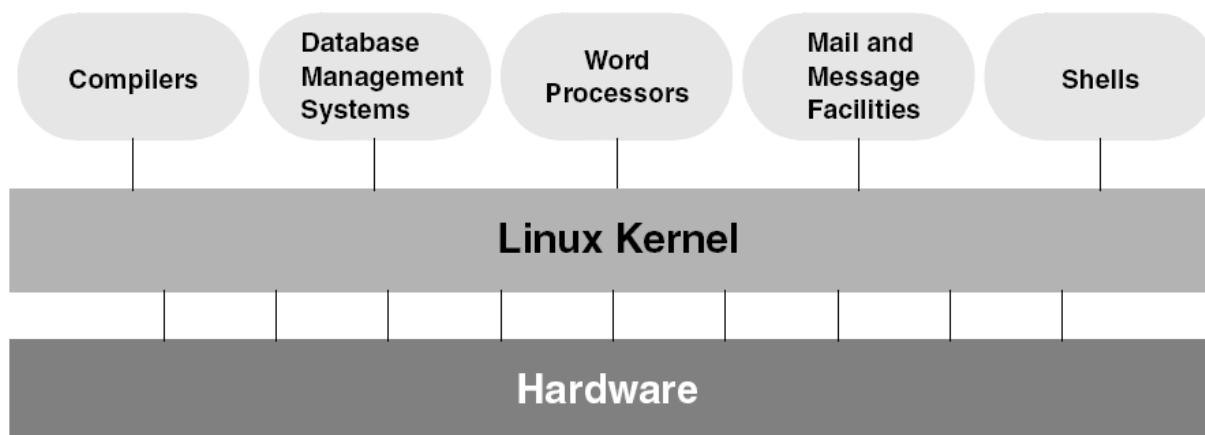 Compilers
Database
Management
Systems
Word
Processors
Mail and
Message
Facilities
Shells
Linux Kernel
Hardware